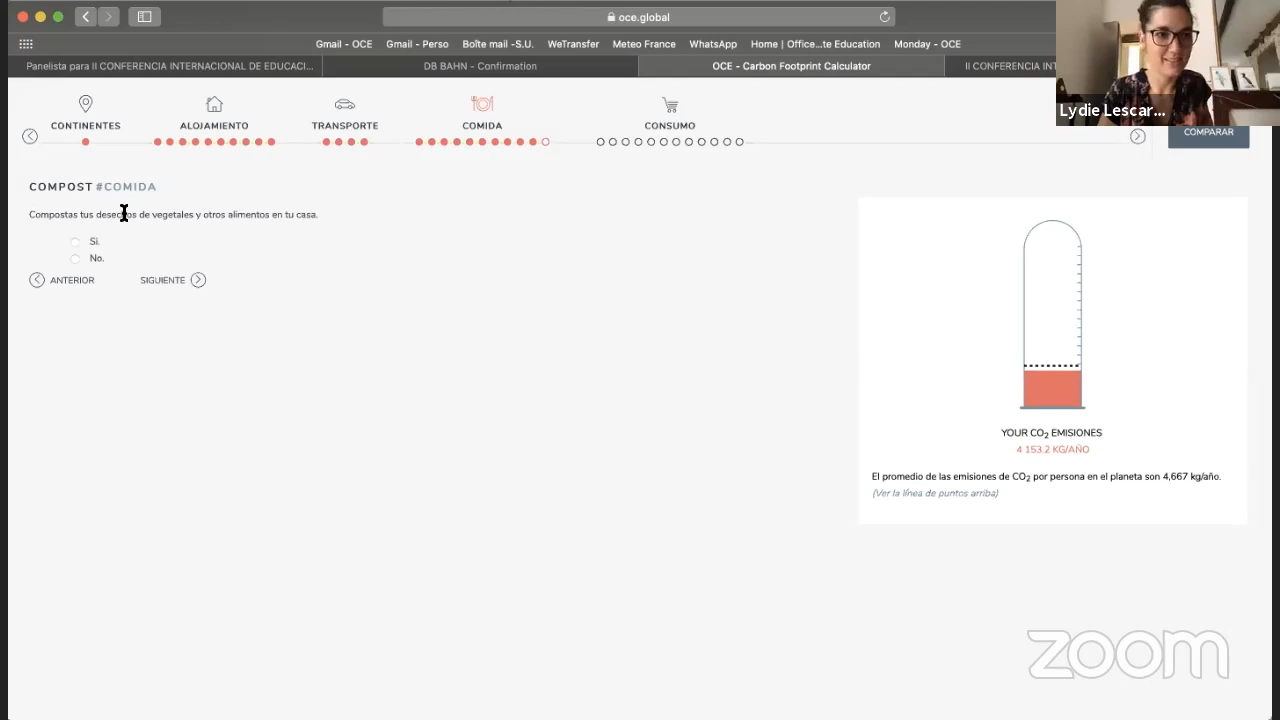 oce.global
Gmail - OCE Gmail - Perso Boîte mail -S.U. WeTransfer Meteo France WhatsApp Home | Office...te Education Monday - OCE
Panelista para II CONFERENCIA INTERNACIONAL DE EDUCACI... DB BAHN - Confirmation OCE - Carbon Footprint Calculator II CONFERENCIA INT
Lydie Lescar...
CONTINENTES ALOJAMIENTO TRANSPORTE COMIDA CONSUMO
COMPARAR
COMPOST #COMIDA
Compostas tus desechos de vegetales y otros alimentos en tu casa.
Si.
No.
ANTERIOR SIGUIENTE
YOUR CO2 EMISIONES
4 153.2 KG/AÑO
El promedio de las emisiones de CO2 por persona en el planeta son 4,667 kg/año.
(Ver la línea de puntos arriba)
zoom